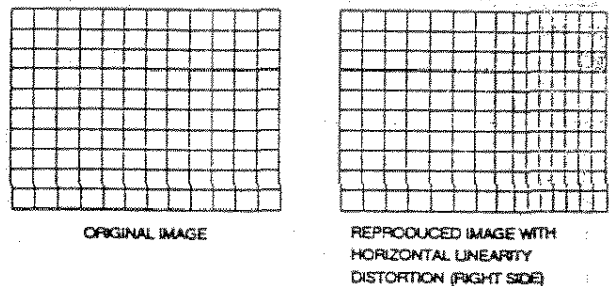 ORIGINAL IMAGE
REPRODUCED IMAGE WITH
HORIZONTAL LINEARITY
DISTORTION (RIGHT SIDE)